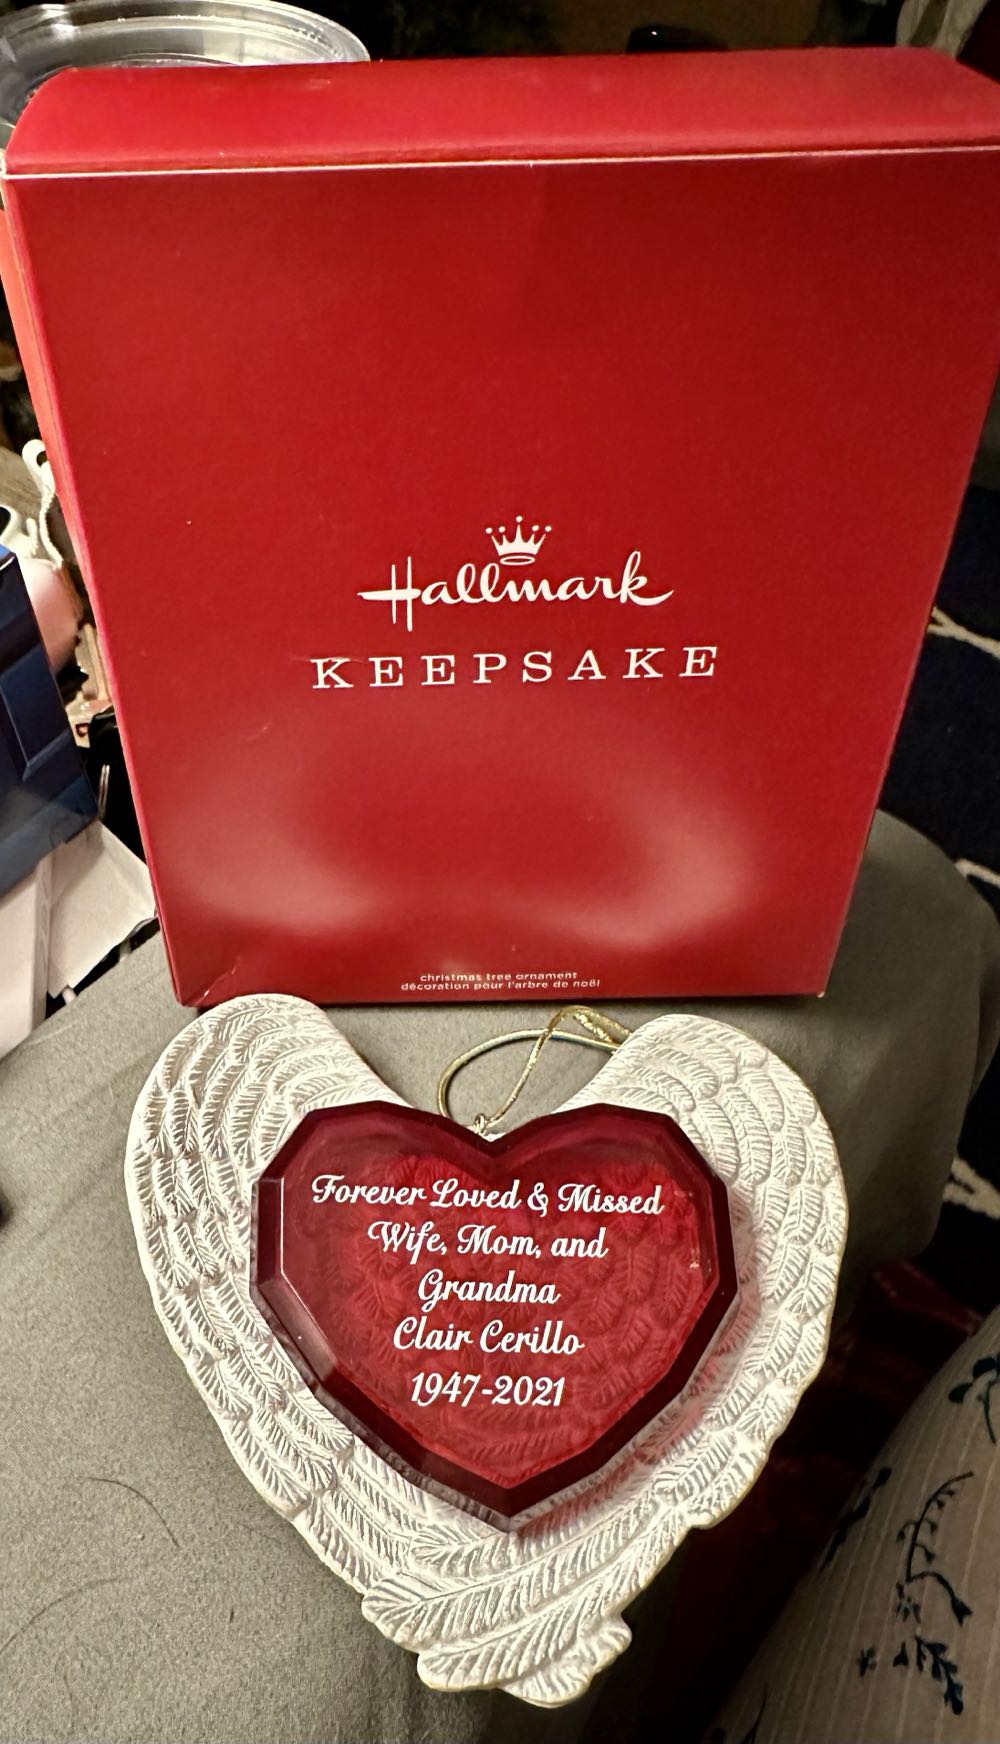 Hallmark
KEEPSAKE
christmas tree ornament
décoration pour l'arbre de noël
Forever Loved & Missed
Wife, Mom, and
Grandma
Clair Cerillo
1947-2021